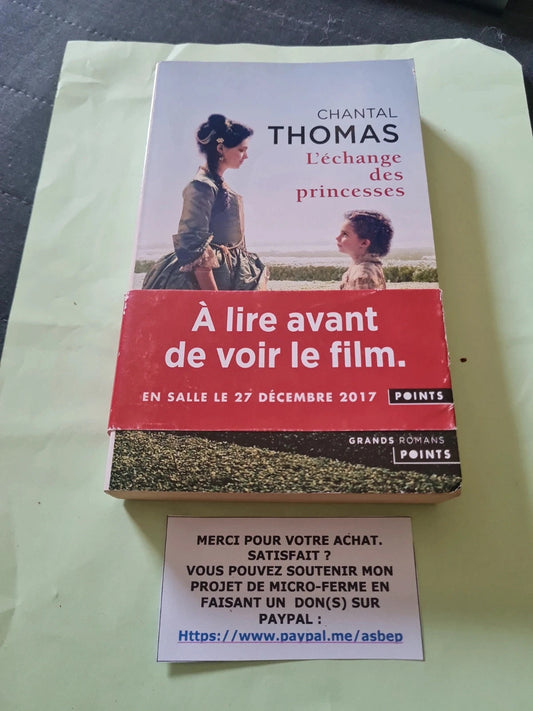 CHANTAL
THOMAS
L'échange
des
princesses
À lire avant
de voir le film.
EN SALLE LE 27 DÉCEMBRE 2017 POINTS
GRANDS ROMANS
POINTS
MERCI POUR VOTRE ACHAT.
SATISFAIT ?
VOUS POUVEZ SOUTENIR MON
PROJET DE MICRO-FERME EN
FAISANT UN DON(S) SUR
PAYPAL :
Https://www.paypal.me/asbep